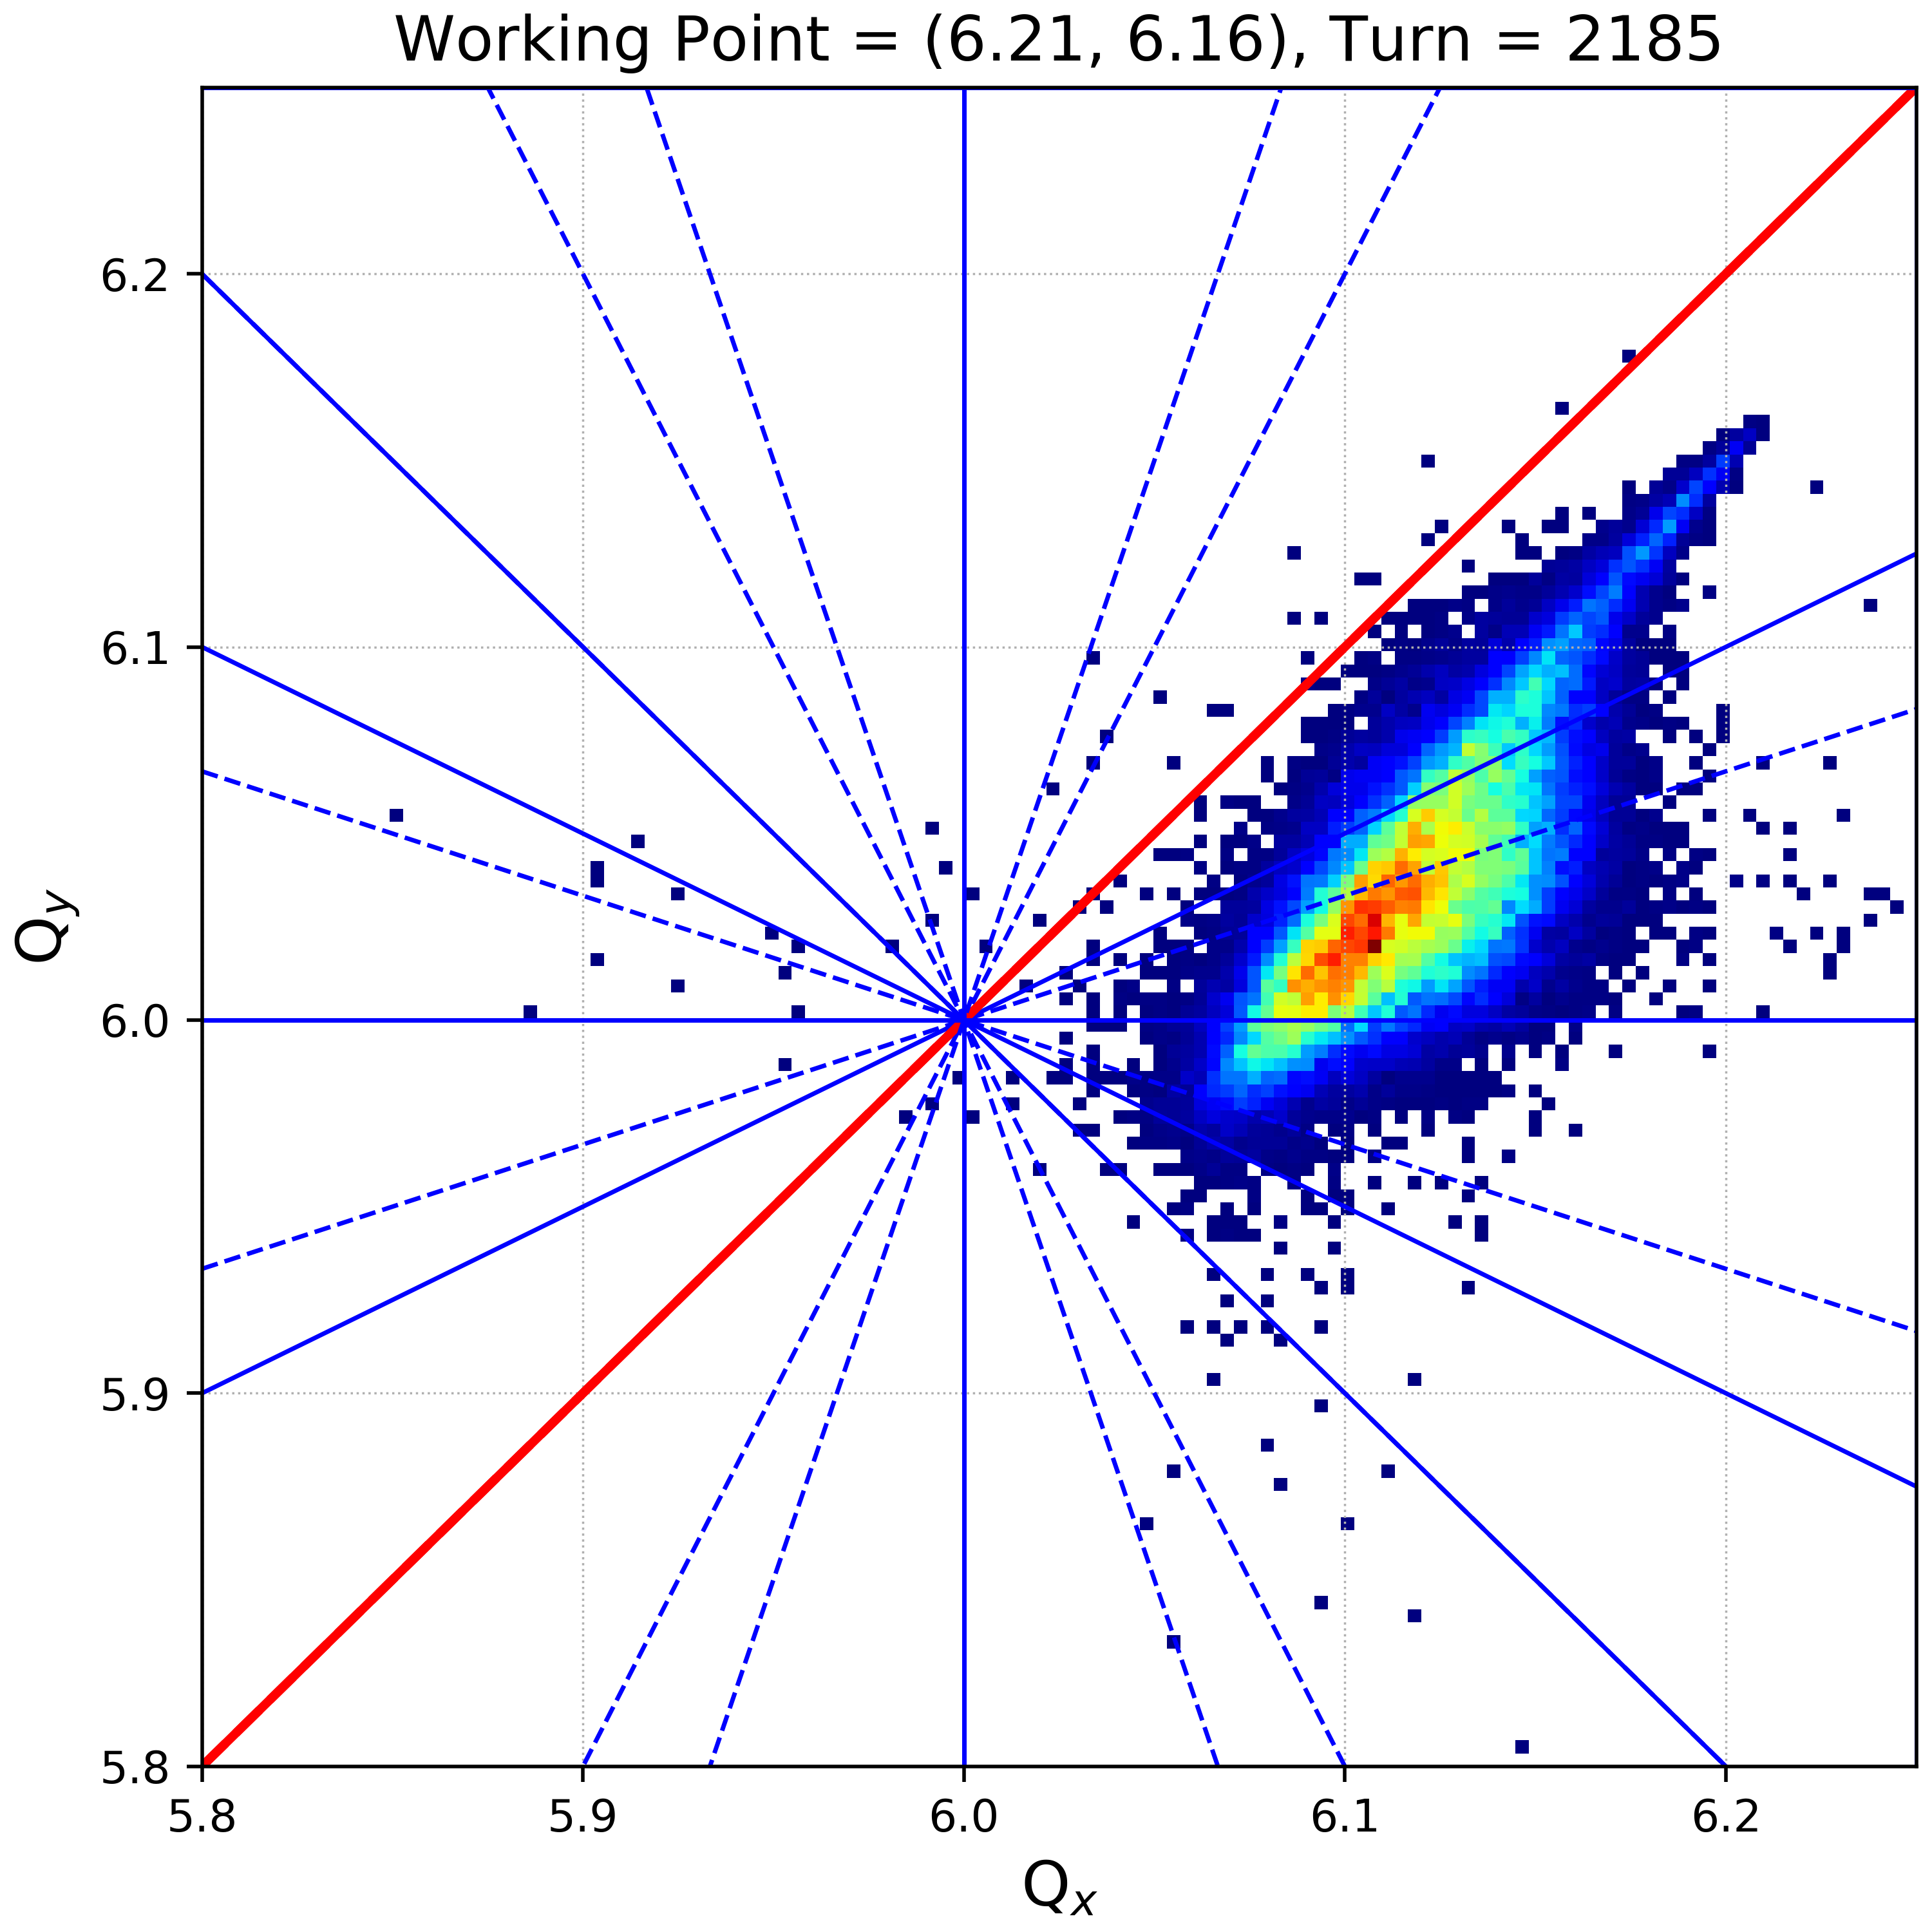 Working Point = (6.21, 6.16), Turn = 2185
6.2
6.1
6.0
5.9
5.8
Qy
5.8 5.9 6.0 6.1 6.2
Qx